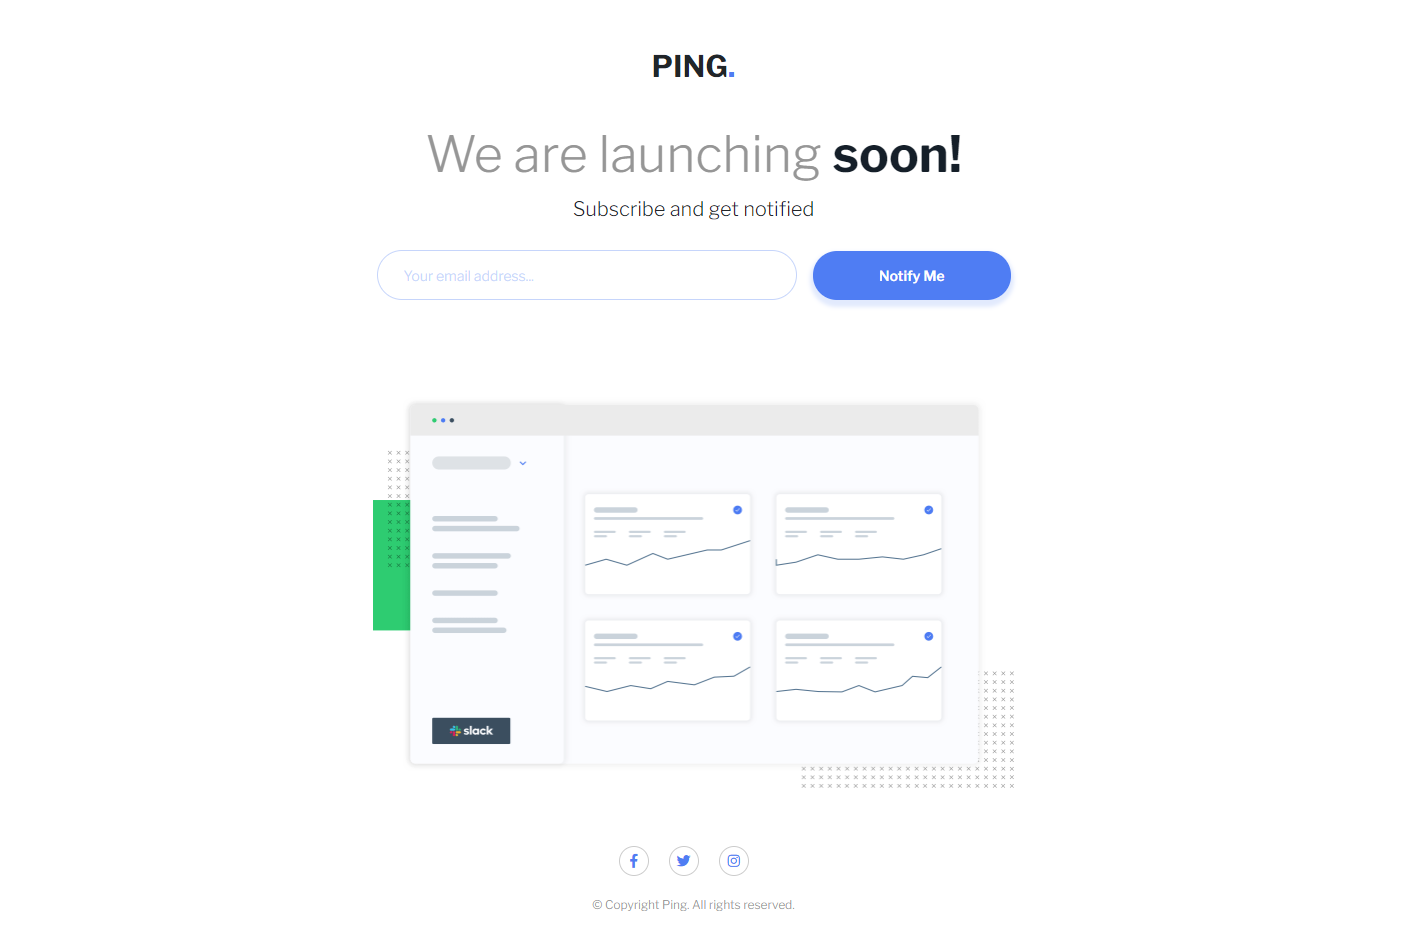 PING.
We are launching soon!
Subscribe and get notified
Your email address...
Notify Me
slack
© Copyright Ping. All rights reserved.